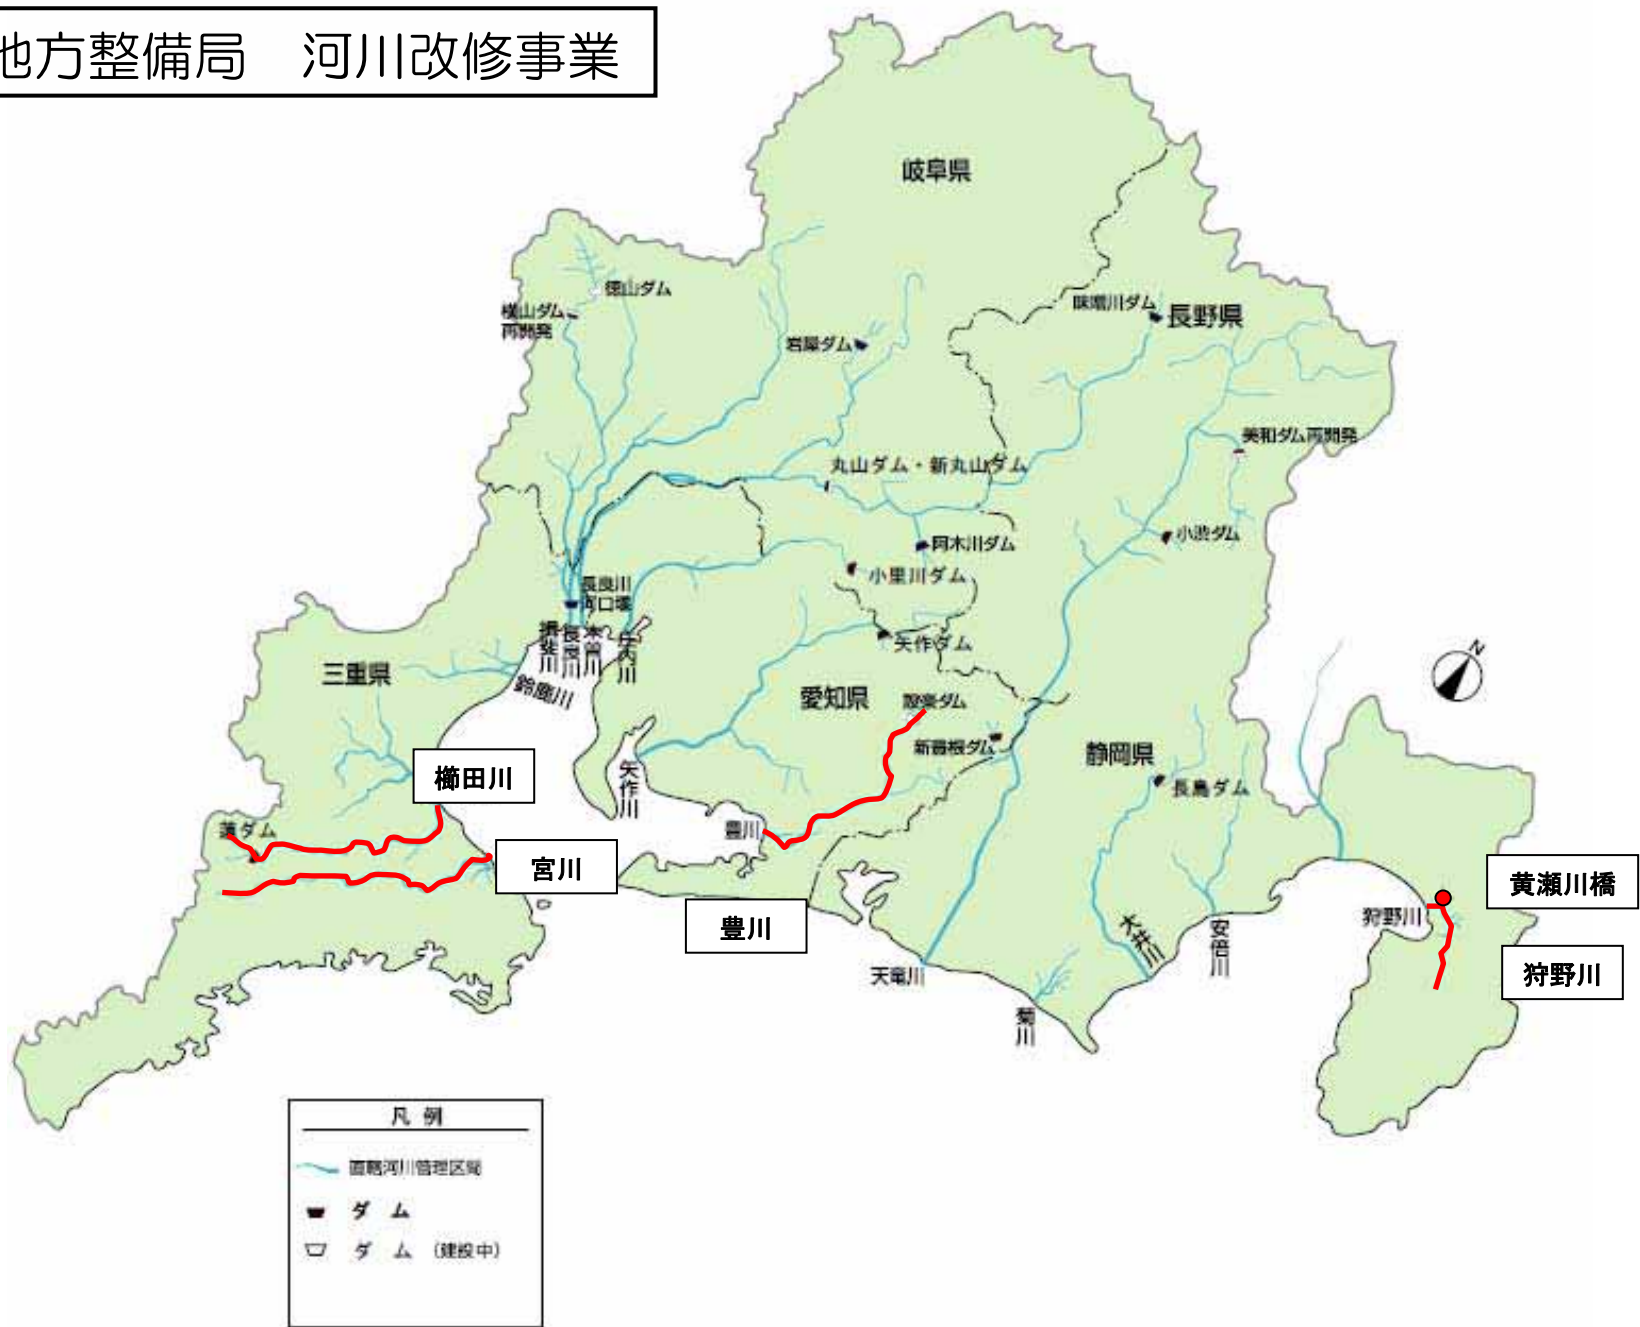 地方整備局　河川改修事業
岐阜県
徳山ダム
横山ダム
再開発
岩屋ダム
味噌川ダム
長野県
美和ダム再開発
丸山ダム・新丸山ダム
小渋ダム
阿木川ダム
小里川ダム
長良川
河口堰
揖斐川
長良川
木曽川
庄内川
鈴鹿川
三重県
矢作ダム
愛知県
設楽ダム
新豊根ダム
静岡県
長島ダム
N
櫛田川
矢作川
蓮ダム
豊川
宮川
豊川
黄瀬川橋
狩野川
狩野川
天竜川
大井川
安倍川
菊川
凡 例
直轄河川管理区間
ダ ム
ダ ム (建設中)